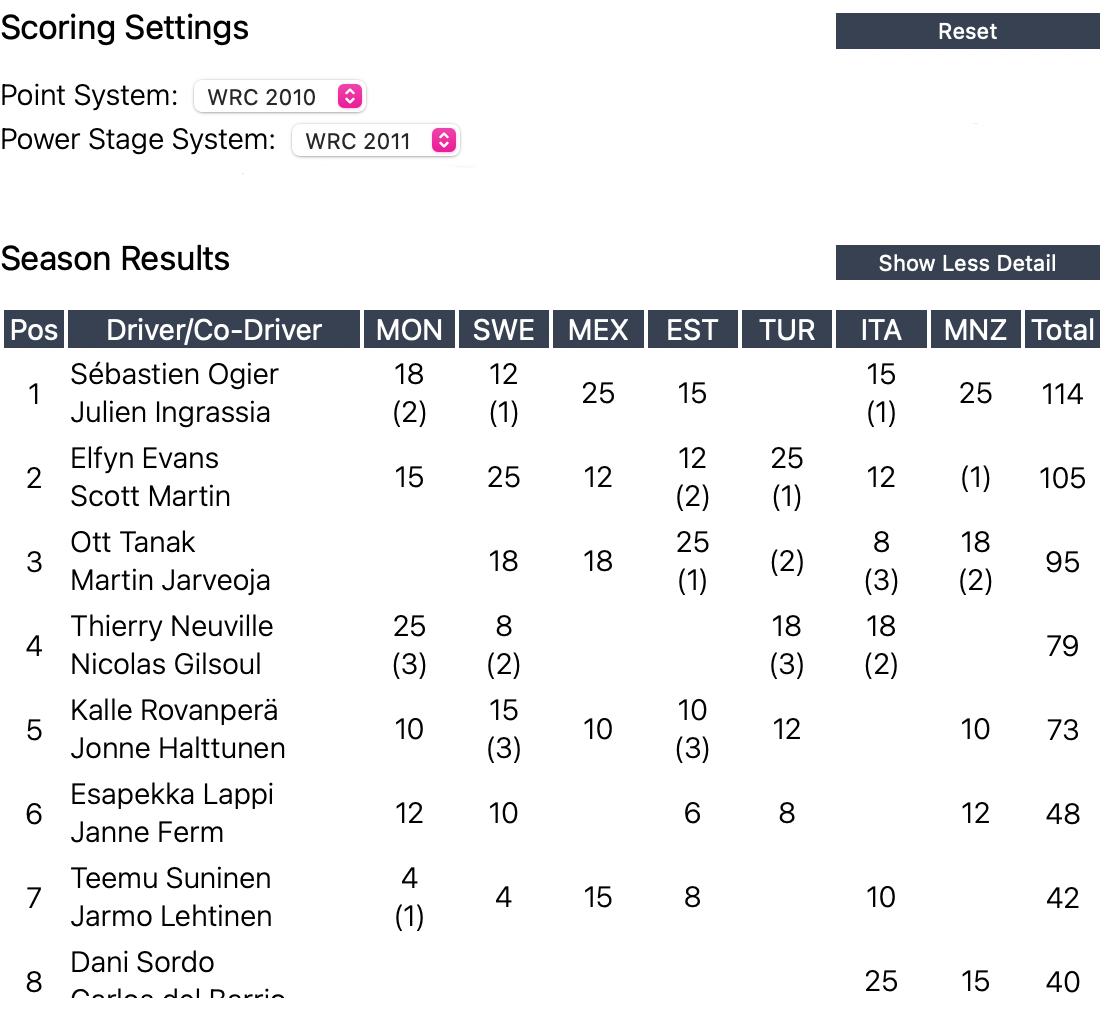 Scoring Settings
Reset
Point System: WRC 2010
Power Stage System: WRC 2011
Season Results
Show Less Detail
Pos Driver/Co-Driver MON SWE MEX EST TUR ITA MNZ Total
1 Sébastien Ogier 18 12 25 15 15 25 114
Julien Ingrassia (2) (1) (1)
2 Elfyn Evans 15 25 12 12 25 12 (1) 105
Scott Martin (2) (1)
3 Ott Tanak 18 18 25 (2) 8 18 95
Martin Jarveoja (1) (3) (2)
4 Thierry Neuville 25 8 18 18 79
Nicolas Gilsoul (3) (2) (3) (2)
5 Kalle Rovanperä 10 15 10 10 12 10 73
Jonne Halttunen (3) (3)
6 Esapekka Lappi 12 10 6 8 12 48
Janne Ferm
7 Teemu Suninen 4 4 15 8 10 42
Jarmo Lehtinen (1)
8 Dani Sordo 25 15 40
Carlos del Barrio